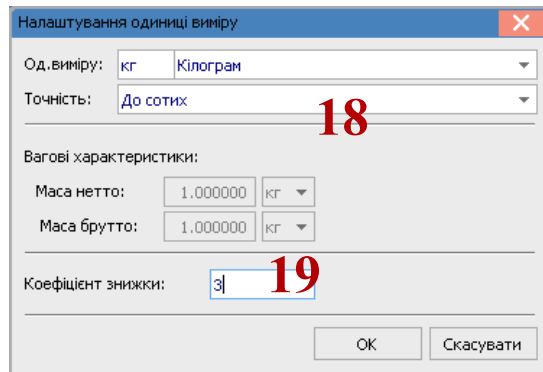 Налаштування одиниці виміру
Од.виміру: кг Кілограм
Точність: До сотих
18
Вагові характеристики:
Маса нетто: 1.000000 кг
Маса брутто: 1.000000 кг
Коефіцієнт знижки: 3
19
ОК Скасувати